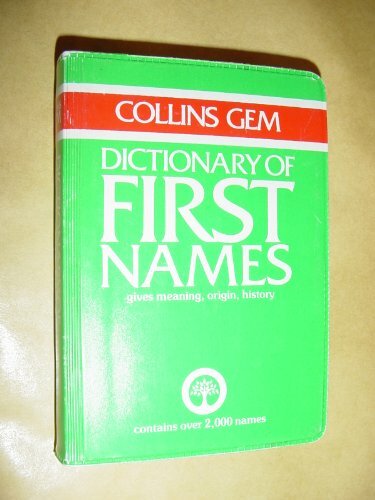 COLLINS GEM
DICTIONARY OF
FIRST
NAMES
gives meaning, origin, history
contains over 2,000 names